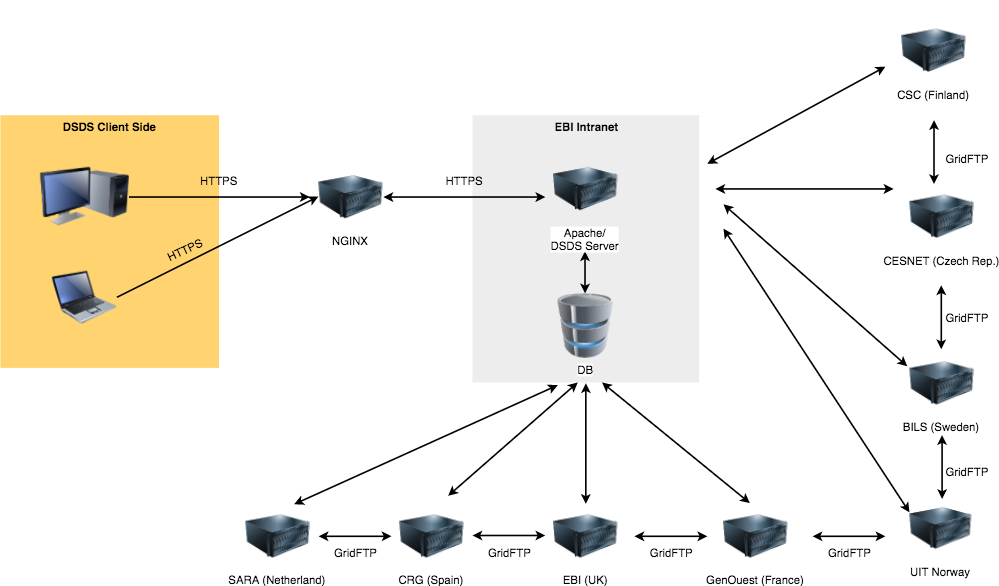 DSDS Client Side
EBI Intranet
CSC (Finland)
GridFTP
HTTPS
HTTPS
HTTPS
NGINX
Apache/
DSDS Server
CESNET (Czech Rep.)
GridFTP
DB
BILS (Sweden)
GridFTP
GridFTP
GridFTP
GridFTP
GridFTP
SARA (Netherland)
CRG (Spain)
EBI (UK)
GenOuest (France)
UIT Norway